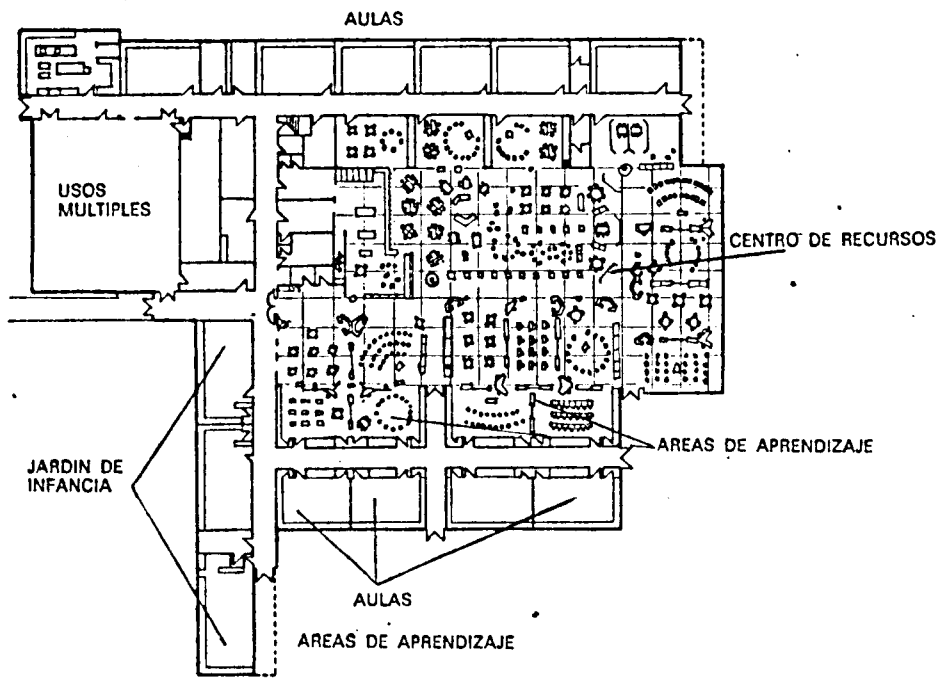 AULAS
USOS
MULTIPLES
CENTRO DE RECURSOS
AREAS DE APRENDIZAJE
JARDIN DE
INFANCIA
AULAS
AREAS DE APRENDIZAJE